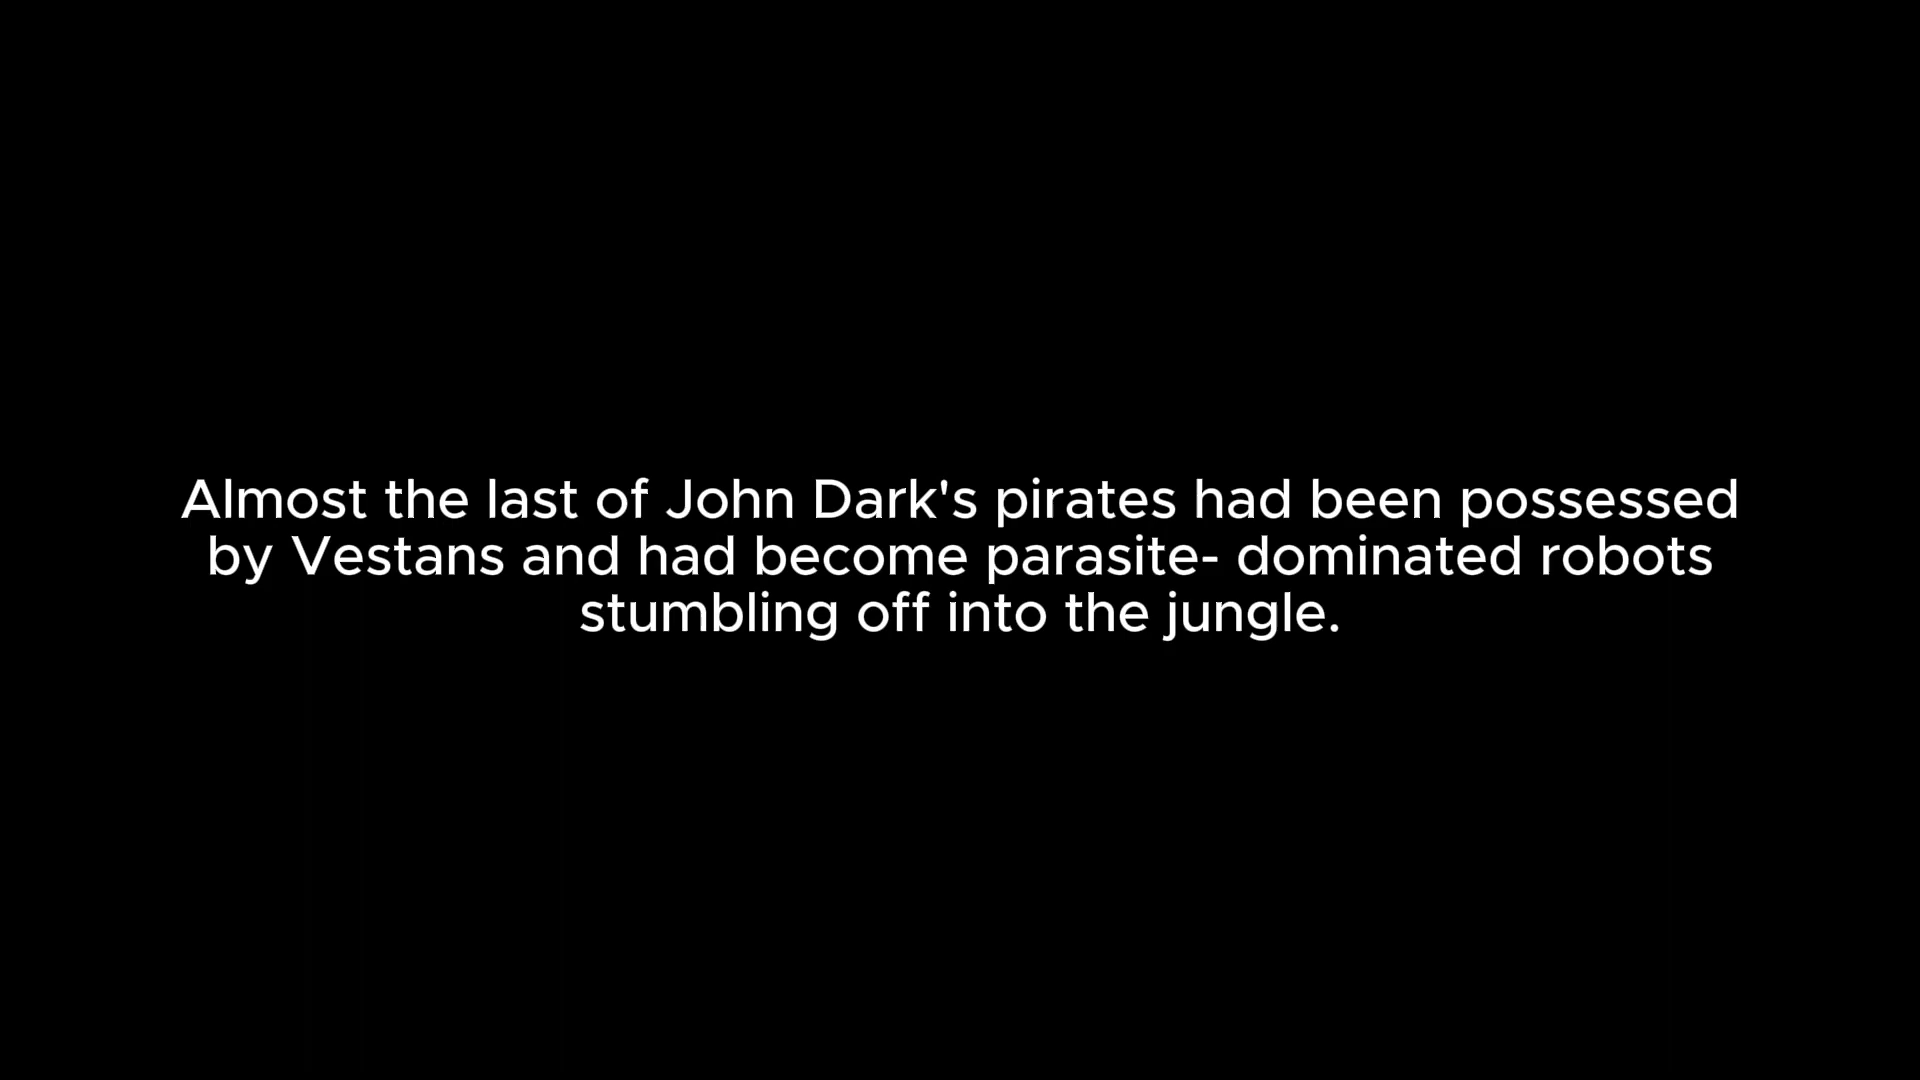 Almost the last of John Dark's pirates had been possessed
by Vestans and had become parasite- dominated robots
stumbling off into the jungle.